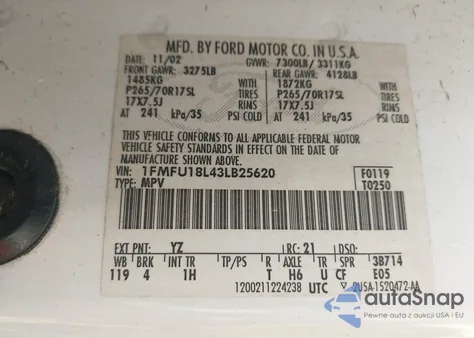 MFD. BY FORD MOTOR CO. IN U.S.A.
DATE: 11/02 GVWR: 7300LB/ 3311KG
FRONT GAWR: 3275LB REAR GAWR: 4128LB
1485KG WITH 1872KG WITH
P265/70R17SL TIRES P265/70R17SL TIRES
17X7.5J RIMS 17X7.5J RIMS
AT 241 kPa/35 PSI COLD AT 241 kPa/35 PSI COLD
THIS VEHICLE CONFORMS TO ALL APPLICABLE FEDERAL MOTOR
VEHICLE SAFETY STANDARDS IN EFFECT ON THE DATE OF
MANUFACTURE SHOWN ABOVE.
VIN: 1FMFU18L43LB25620 F0119
TYPE: MPV T0250
EXT PNT: YZ RC: 21 DSO:
WB BRK INT TR TP/PS R AXLE TR SPR 3B714
119 4 1H T H6 U CF E05
1200211224238 UTC 2USA-1520472-AA
autoSnap
Pewne auta z aukcji USA i EU